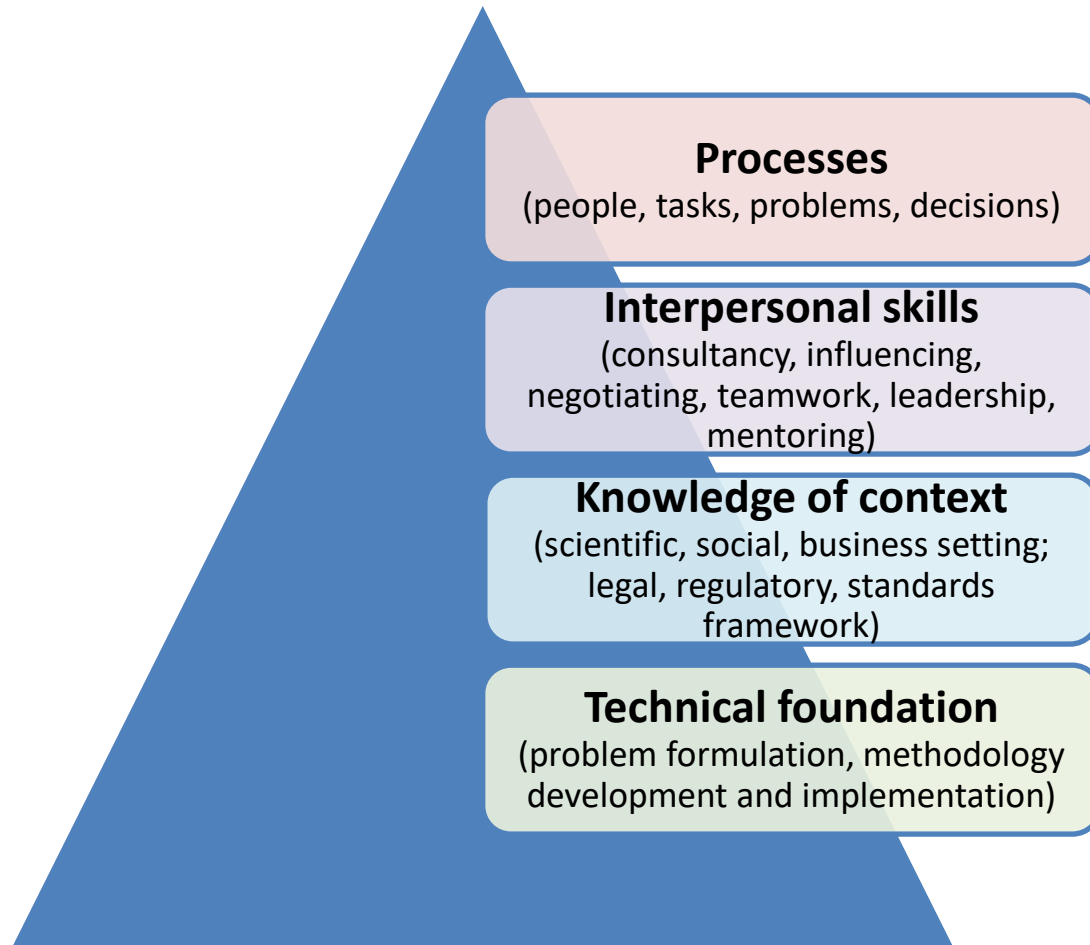 Processes
(people, tasks, problems, decisions)
Interpersonal skills
(consultancy, influencing,
negotiating, teamwork, leadership,
mentoring)
Knowledge of context
(scientific, social, business setting;
legal, regulatory, standards
framework)
Technical foundation
(problem formulation, methodology
development and implementation)